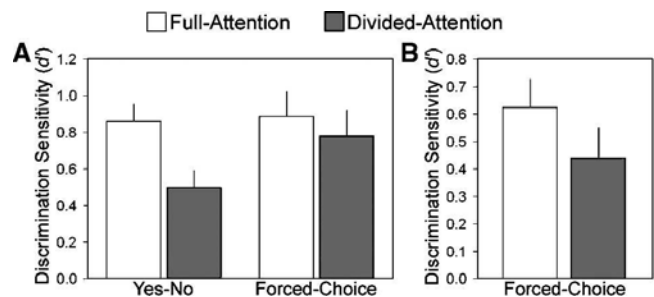 Full-Attention Divided-Attention
A
B
Discrimination Sensitivity (d')
1.2
1.0
0.8
0.6
0.4
0.2
0.0
Yes-No Forced-Choice
Discrimination Sensitivity (d')
0.8
0.7
0.6
0.5
0.4
0.3
0.2
0.1
0.0
Forced-Choice